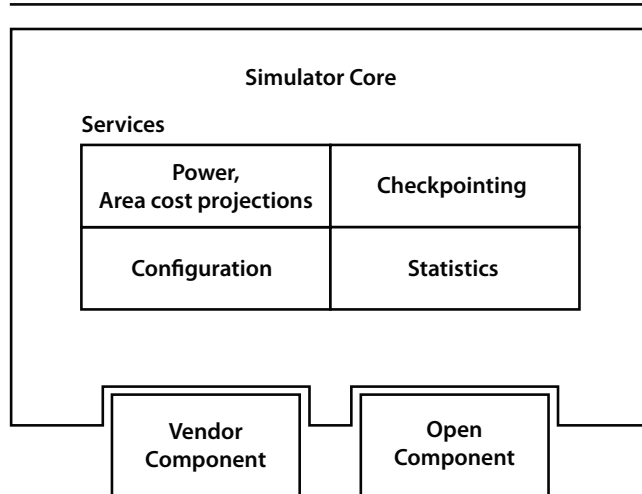 Simulator Core
Services
Power,
Area cost projections
Checkpointing
Configuration
Statistics
Vendor
Component
Open
Component